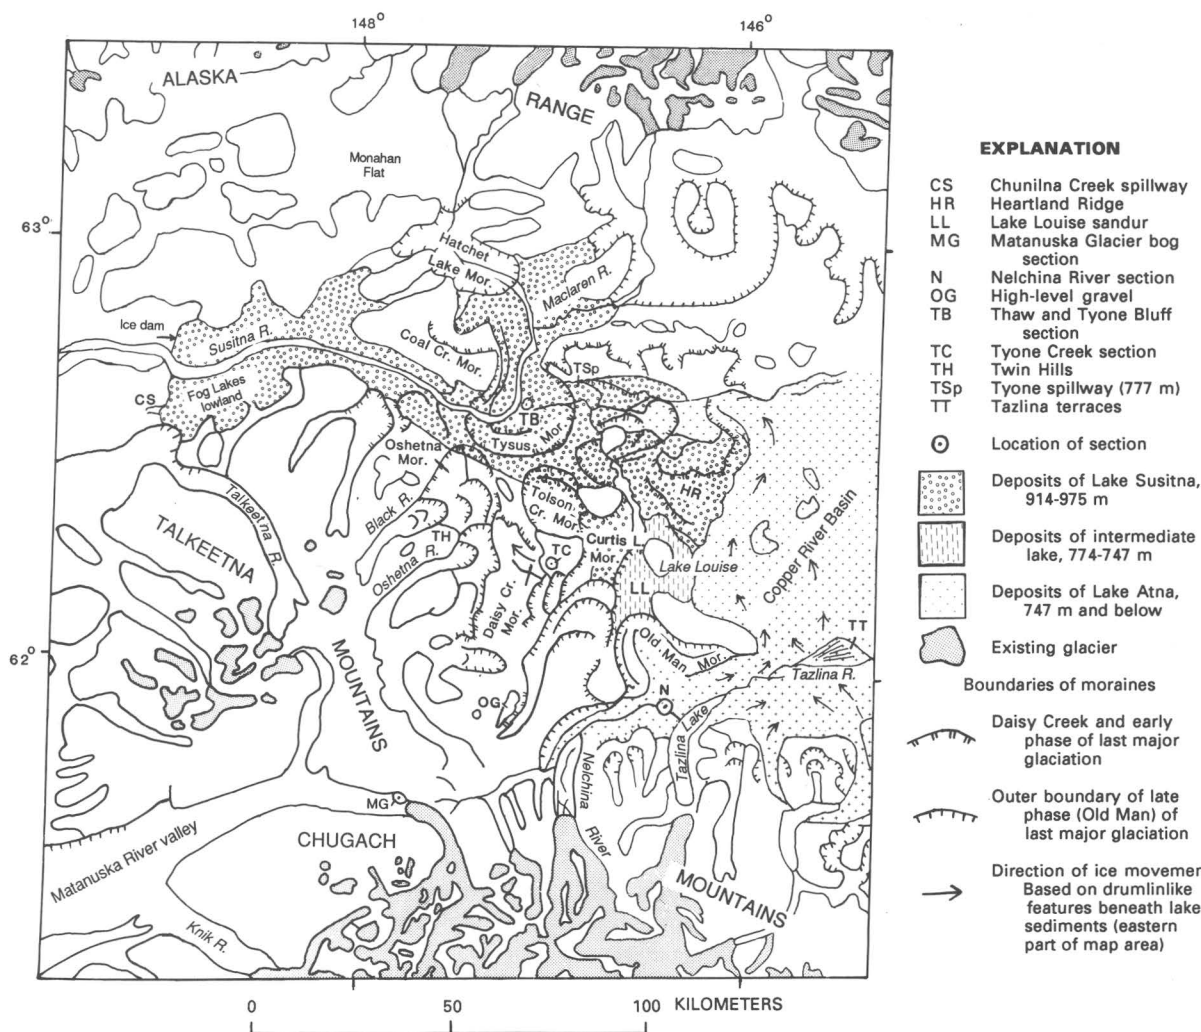 148°
146°
ALASKA
RANGE
Monahan
Flat
63°
Hatchet
Lake Mor.
Maclaren R.
Ice dam
Susitna R.
Coal Cr. Mor.
TSp
CS
Fog Lakes
lowland
TB
Tysus Mor.
Oshetna
Mor.
HR
Talkeetna R.
Black R.
Tolson
Cr. Mor.
TALKEETNA
TH
Oshetna R.
TC
Curtis L.
Mor.
Lake Louise
Copper River Basin
LL
Daisy Cr.
Mor.
62°
MOUNTAINS
Old Man Mor.
TT
Tazlina R.
OG
N
Tazlina Lake
Nelchina
River
MG
Matanuska River valley
CHUGACH
MOUNTAINS
Knik R.
0 50 100 KILOMETERS
EXPLANATION
CS Chunilna Creek spillway
HR Heartland Ridge
LL Lake Louise sandur
MG Matanuska Glacier bog
section
N Nelchina River section
OG High-level gravel
TB Thaw and Tyone Bluff
section
TC Tyone Creek section
TH Twin Hills
TSp Tyone spillway (777 m)
TT Tazlina terraces
Location of section
Deposits of Lake Susitna,
914-975 m
Deposits of intermediate
lake, 774-747 m
Deposits of Lake Atna,
747 m and below
Existing glacier
Boundaries of moraines
Daisy Creek and early
phase of last major
glaciation
Outer boundary of late
phase (Old Man) of
last major glaciation
Direction of ice movemer
Based on drumlinlike
features beneath lake
sediments (eastern
part of map area)